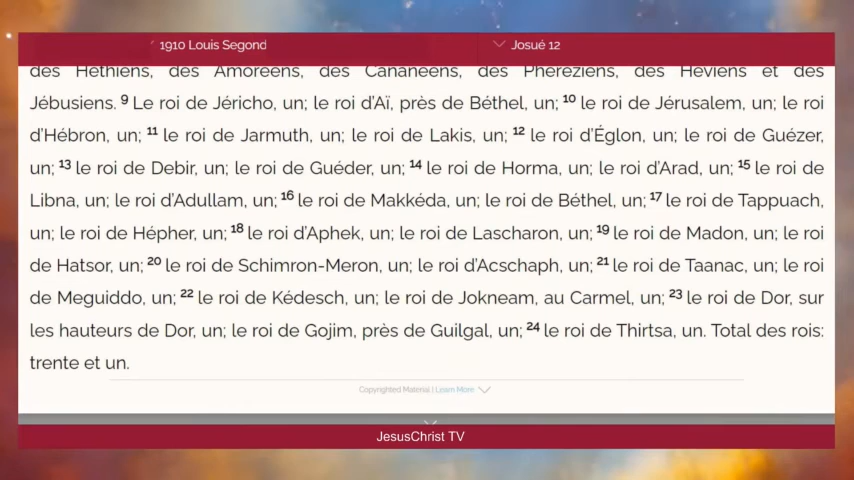 1910 Louis Segond
Josué 12
des Héthiens, des Amoréens, des Cananéens, des Phéréziens, des Héviens et des
Jébusiens. 9 Le roi de Jéricho, un; le roi d'Aï, près de Béthel, un; 10 le roi de Jérusalem, un; le roi
d'Hébron, un; 11 le roi de Jarmuth, un; le roi de Lakis, un; 12 le roi d'Églon, un; le roi de Guézer,
un; 13 le roi de Debir, un; le roi de Guéder, un; 14 le roi de Horma, un; le roi d'Arad, un; 15 le roi de
Libna, un; le roi d'Adullam, un; 16 le roi de Makkéda, un; le roi de Béthel, un; 17 le roi de Tappuach,
un; le roi de Hépher, un; 18 le roi d'Aphek, un; le roi de Lascharon, un; 19 le roi de Madon, un; le roi
de Hatsor, un; 20 le roi de Schimron-Meron, un; le roi d'Acschaph, un; 21 le roi de Taanac, un; le roi
de Meguiddo, un; 22 le roi de Kédesch, un; le roi de Jokneam, au Carmel, un; 23 le roi de Dor, sur
les hauteurs de Dor, un; le roi de Gojim, près de Guilgal, un; 24 le roi de Thirtsa, un. Total des rois:
trente et un.
Copyrighted Material | Learn More
JesusChrist TV